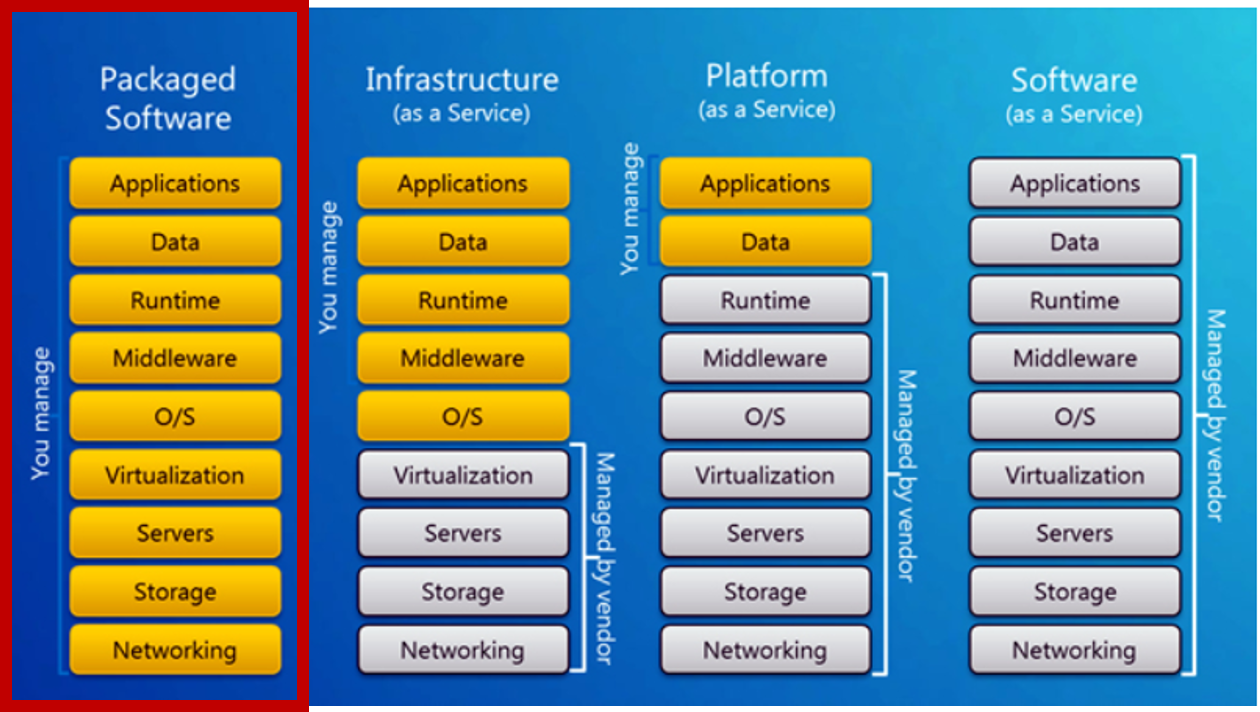 Packaged
Software
You manage
Applications
Data
Runtime
Middleware
O/S
Virtualization
Servers
Storage
Networking
Infrastructure
(as a Service)
You manage
Applications
Data
Runtime
Middleware
O/S
Virtualization
Servers
Storage
Networking
Managed by vendor
Platform
(as a Service)
You manage
Applications
Data
Runtime
Middleware
O/S
Virtualization
Servers
Storage
Networking
Managed by vendor
Software
(as a Service)
Applications
Data
Runtime
Middleware
O/S
Virtualization
Servers
Storage
Networking
Managed by vendor